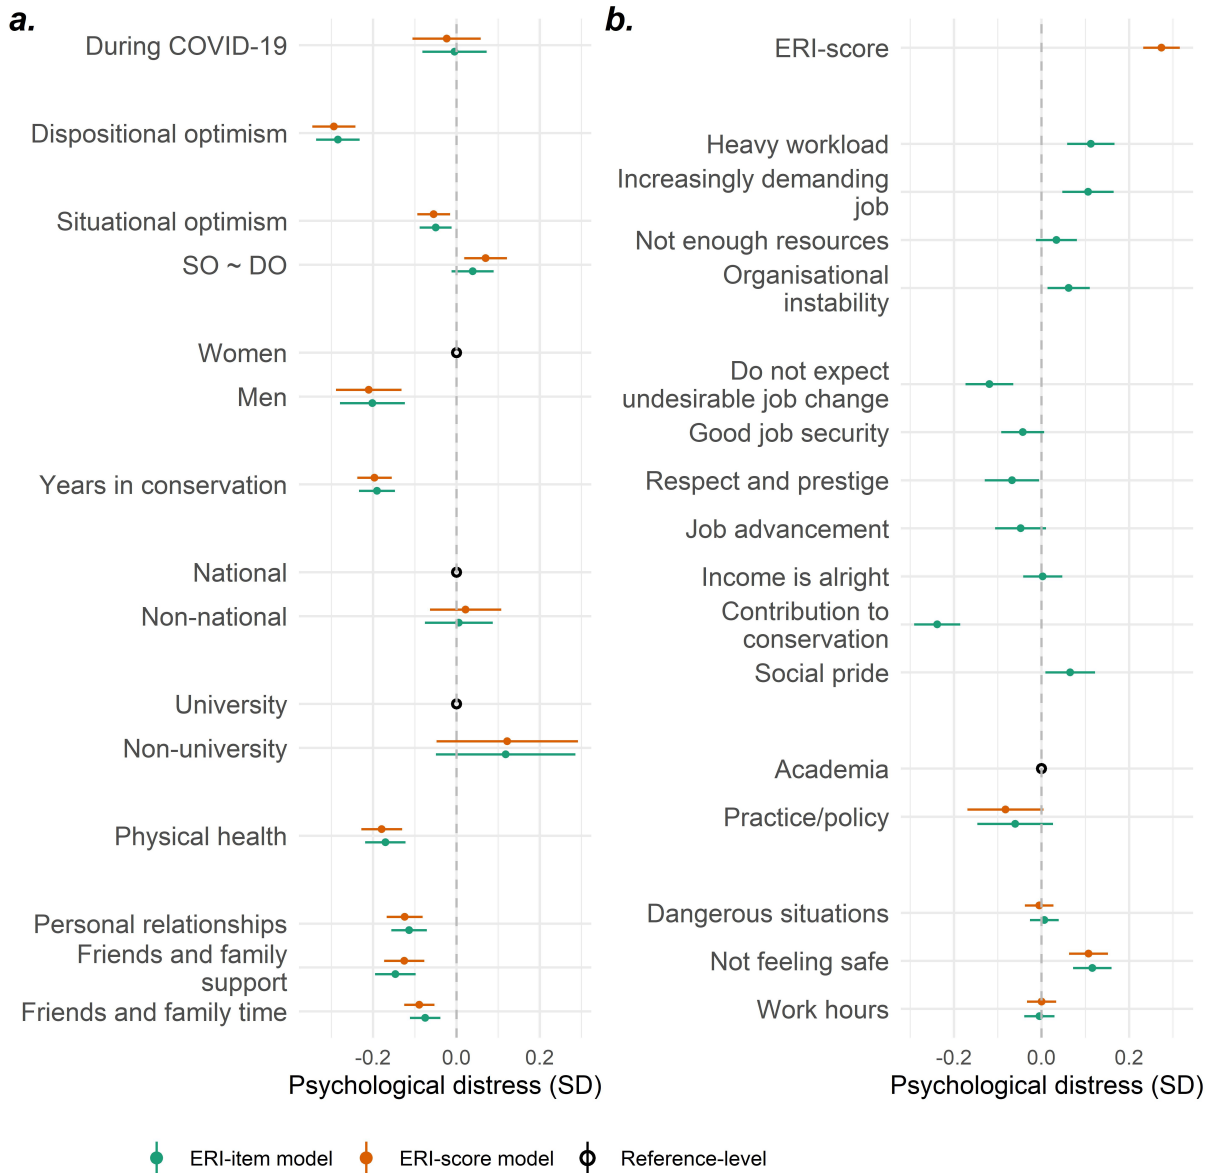 a.
During COVID-19
Dispositional optimism
Situational optimism
SO ~ DO
Women
Men
Years in conservation
National
Non-national
University
Non-university
Physical health
Personal relationships
Friends and family
support
Friends and family time
-0.2 0.0 0.2
Psychological distress (SD)
b.
ERI-score
Heavy workload
Increasingly demanding
job
Not enough resources
Organisational
instability
Do not expect
undesirable job change
Good job security
Respect and prestige
Job advancement
Income is alright
Contribution to
conservation
Social pride
Academia
Practice/policy
Dangerous situations
Not feeling safe
Work hours
-0.2 0.0 0.2
Psychological distress (SD)
ERI-item model ERI-score model Reference-level